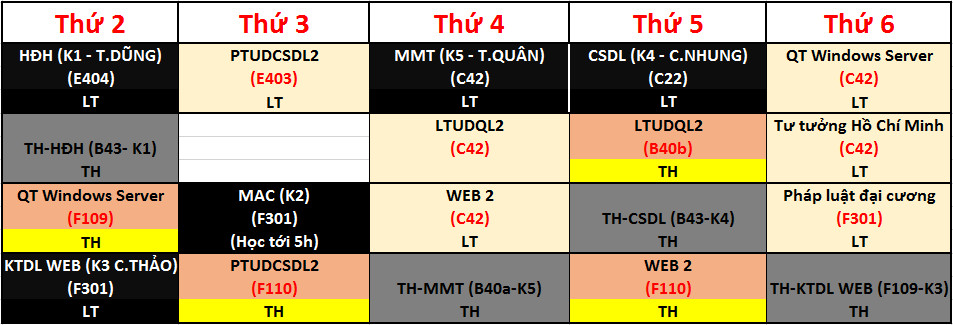 Thứ 2
Thứ 3
Thứ 4
Thứ 5
Thứ 6
HĐH (K1 - T.DŨNG)
(E404)
LT
PTUDCSDL2
(E403)
LT
MMT (K5 - T.QUÂN)
(C42)
LT
CSDL (K4 - C.NHUNG)
(C22)
LT
QT Windows Server
(C42)
LT
TH-HĐH (B43- K1)
TH
LTUDQL2
(C42)
LTUDQL2
(B40b)
TH
Tư tưởng Hồ Chí Minh
(C42)
LT
QT Windows Server
(F109)
TH
MAC (K2)
(F301)
(Học tới 5h)
WEB 2
(C42)
LT
TH-CSDL (B43-K4)
TH
Pháp luật đại cương
(F301)
LT
KTDL WEB (K3 C.THẢO)
(F301)
LT
PTUDCSDL2
(F110)
TH
TH-MMT (B40a-K5)
TH
WEB 2
(F110)
TH
TH-KTDL WEB (F109-K3)
TH